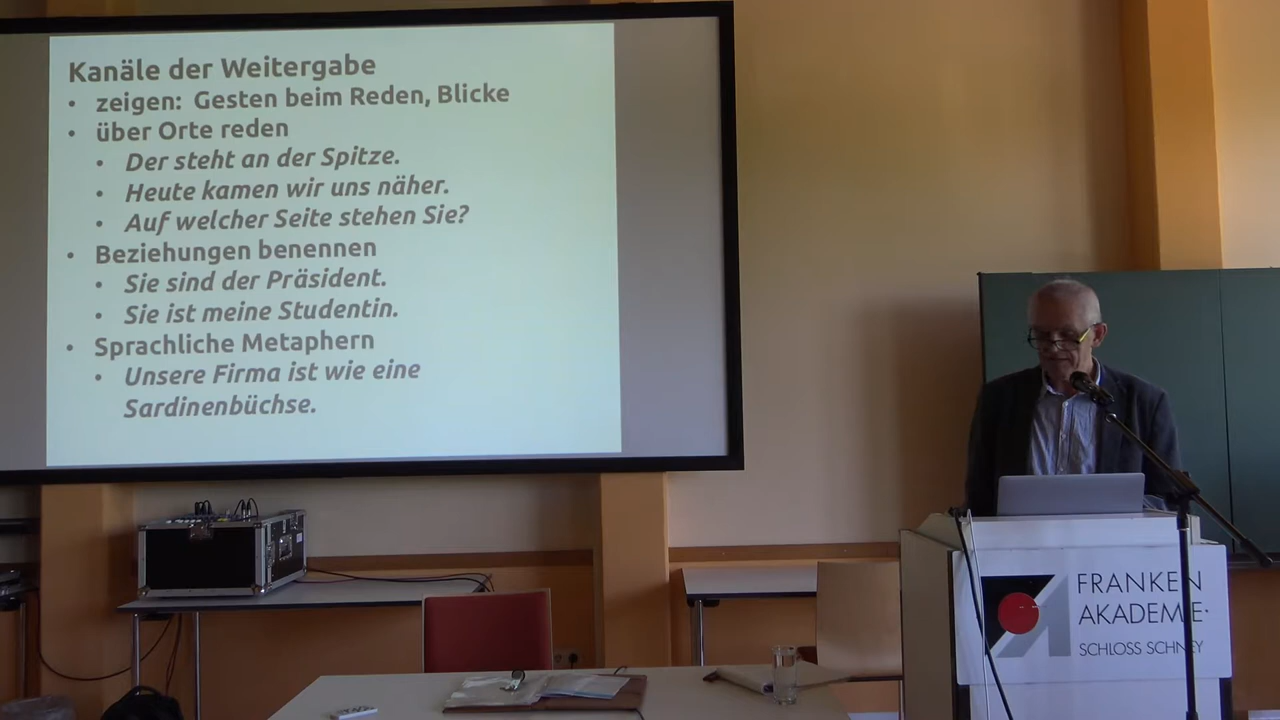 Kanäle der Weitergabe
• zeigen: Gesten beim Reden, Blicke
• über Orte reden
• Der steht an der Spitze.
• Heute kamen wir uns näher.
• Auf welcher Seite stehen Sie?
• Beziehungen benennen
• Sie sind der Präsident.
• Sie ist meine Studentin.
• Sprachliche Metaphern
• Unsere Firma ist wie eine
Sardinenbüchse.
FRANKEN
AKADEMIE
SCHLOSS SCHNEY